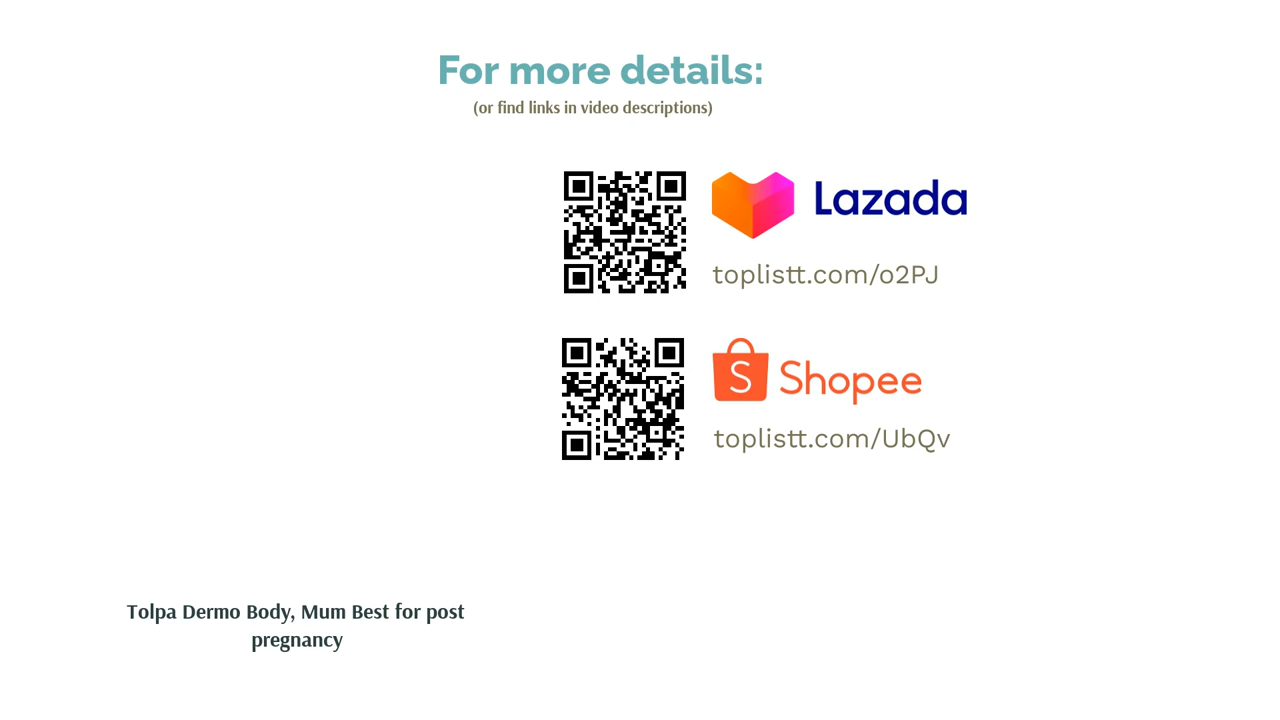 For more details:
(or find links in video descriptions)
Lazada
toplistt.com/o2PJ
S Shopee
toplistt.com/UbQv
Tolpa Dermo Body, Mum Best for post
pregnancy